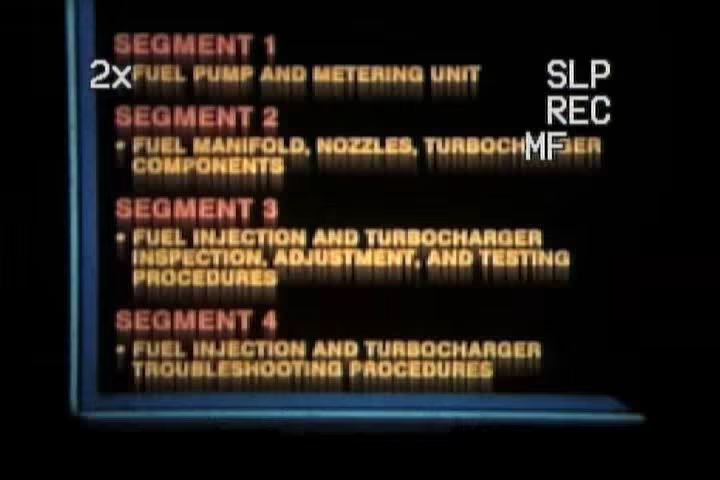 SEGMENT 1
2x FUEL PUMP AND METERING UNIT
SLP
REC
SEGMENT 2
MF
• FUEL MANIFOLD, NOZZLES, TURBOCHARGER
COMPONENTS
SEGMENT 3
• FUEL INJECTION AND TURBOCHARGER
INSPECTION, ADJUSTMENT, AND TESTING
PROCEDURES
SEGMENT 4
• FUEL INJECTION AND TURBOCHARGER
TROUBLESHOOTING PROCEDURES